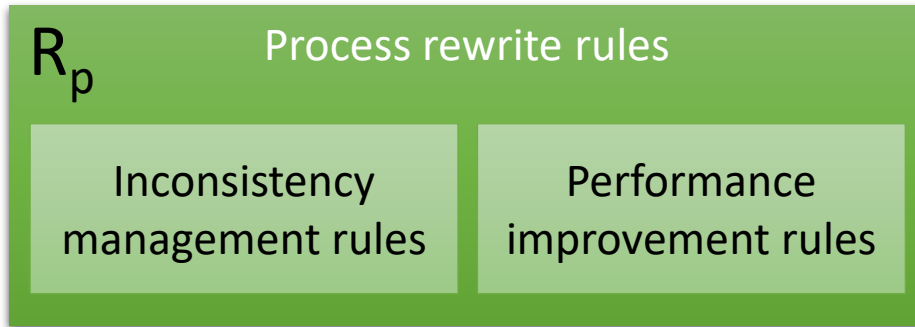 Rp
Process rewrite rules
Inconsistency
management rules
Performance
improvement rules